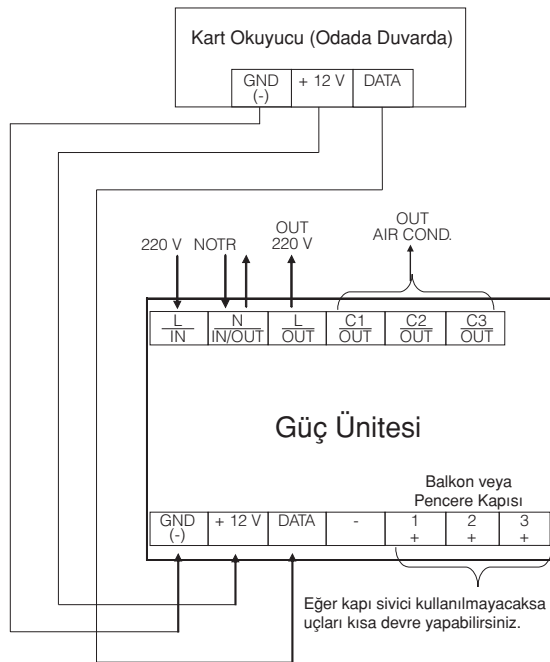 Kart Okuyucu (Odada Duvarda)
GND + 12 V DATA
(-)
OUT
AIR COND.
OUT
220 V NOTR 220 V
L N L C1 C2 C3
IN IN/OUT OUT OUT OUT OUT
Güç Ünitesi
Balkon veya
Pencere Kapısı
GND + 12 V DATA - 1 2 3
(-) + + +
Eğer kapı sivici kullanılmayacaksa
uçları kısa devre yapabilirsiniz.